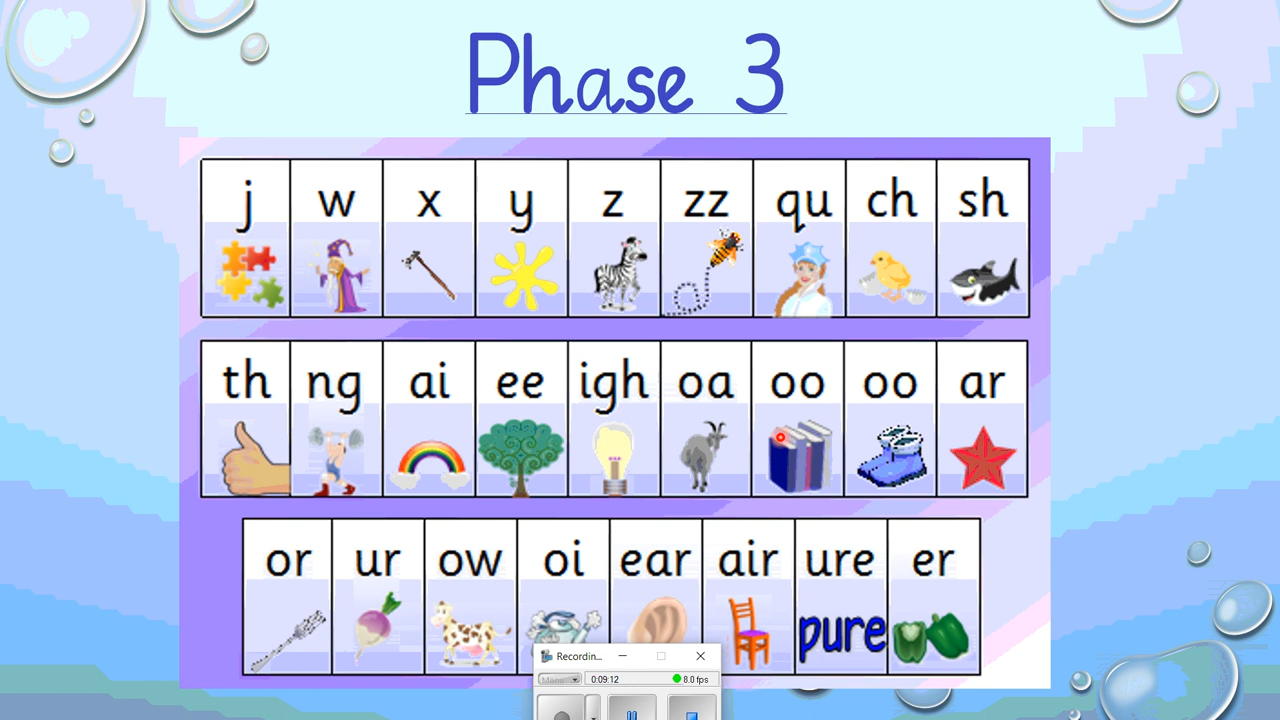 Phase 3
j w x y z zz qu ch sh
th ng ai ee igh oa oo oo ar
or ur ow oi ear air ure er
pure
Recordin...
0:09:12 8.0 fps